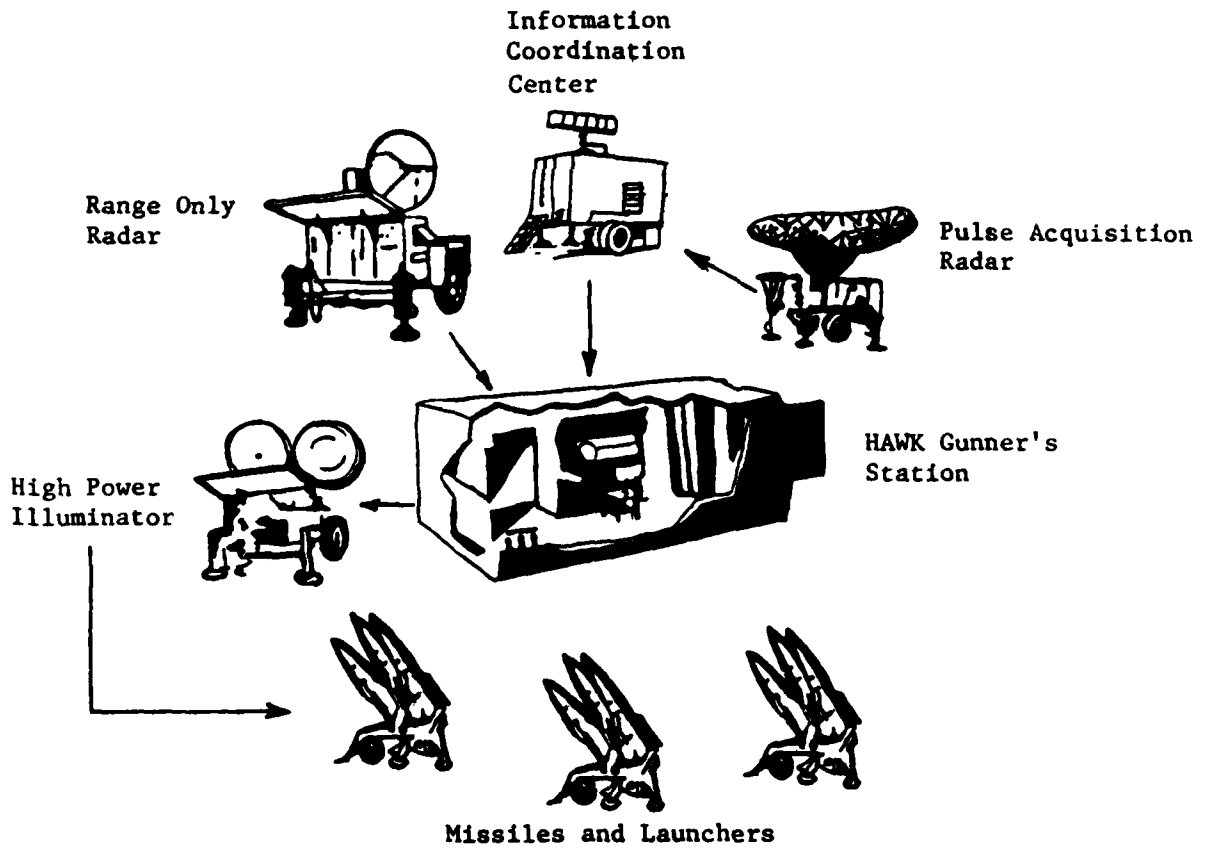 Information
Coordination
Center
Range Only
Radar
Pulse Acquisition
Radar
HAWK Gunner's
Station
High Power
Illuminator
Missiles and Launchers